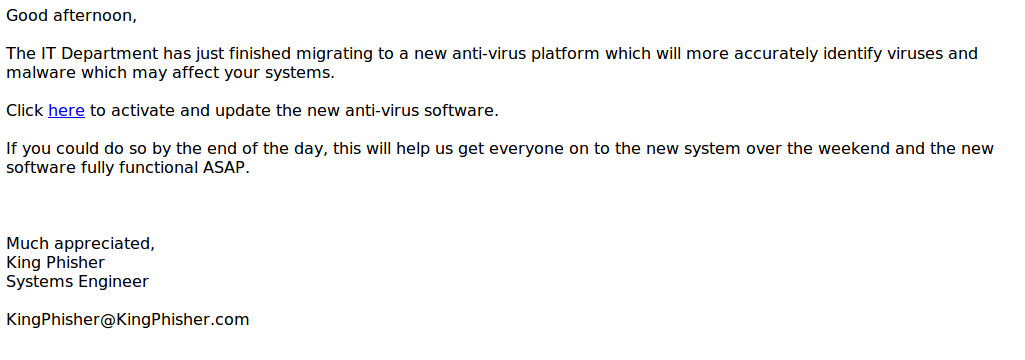 Good afternoon,
The IT Department has just finished migrating to a new anti-virus platform which will more accurately identify viruses and
malware which may affect your systems.
Click here to activate and update the new anti-virus software.
If you could do so by the end of the day, this will help us get everyone on to the new system over the weekend and the new
software fully functional ASAP.
Much appreciated,
King Phisher
Systems Engineer
KingPhisher@KingPhisher.com